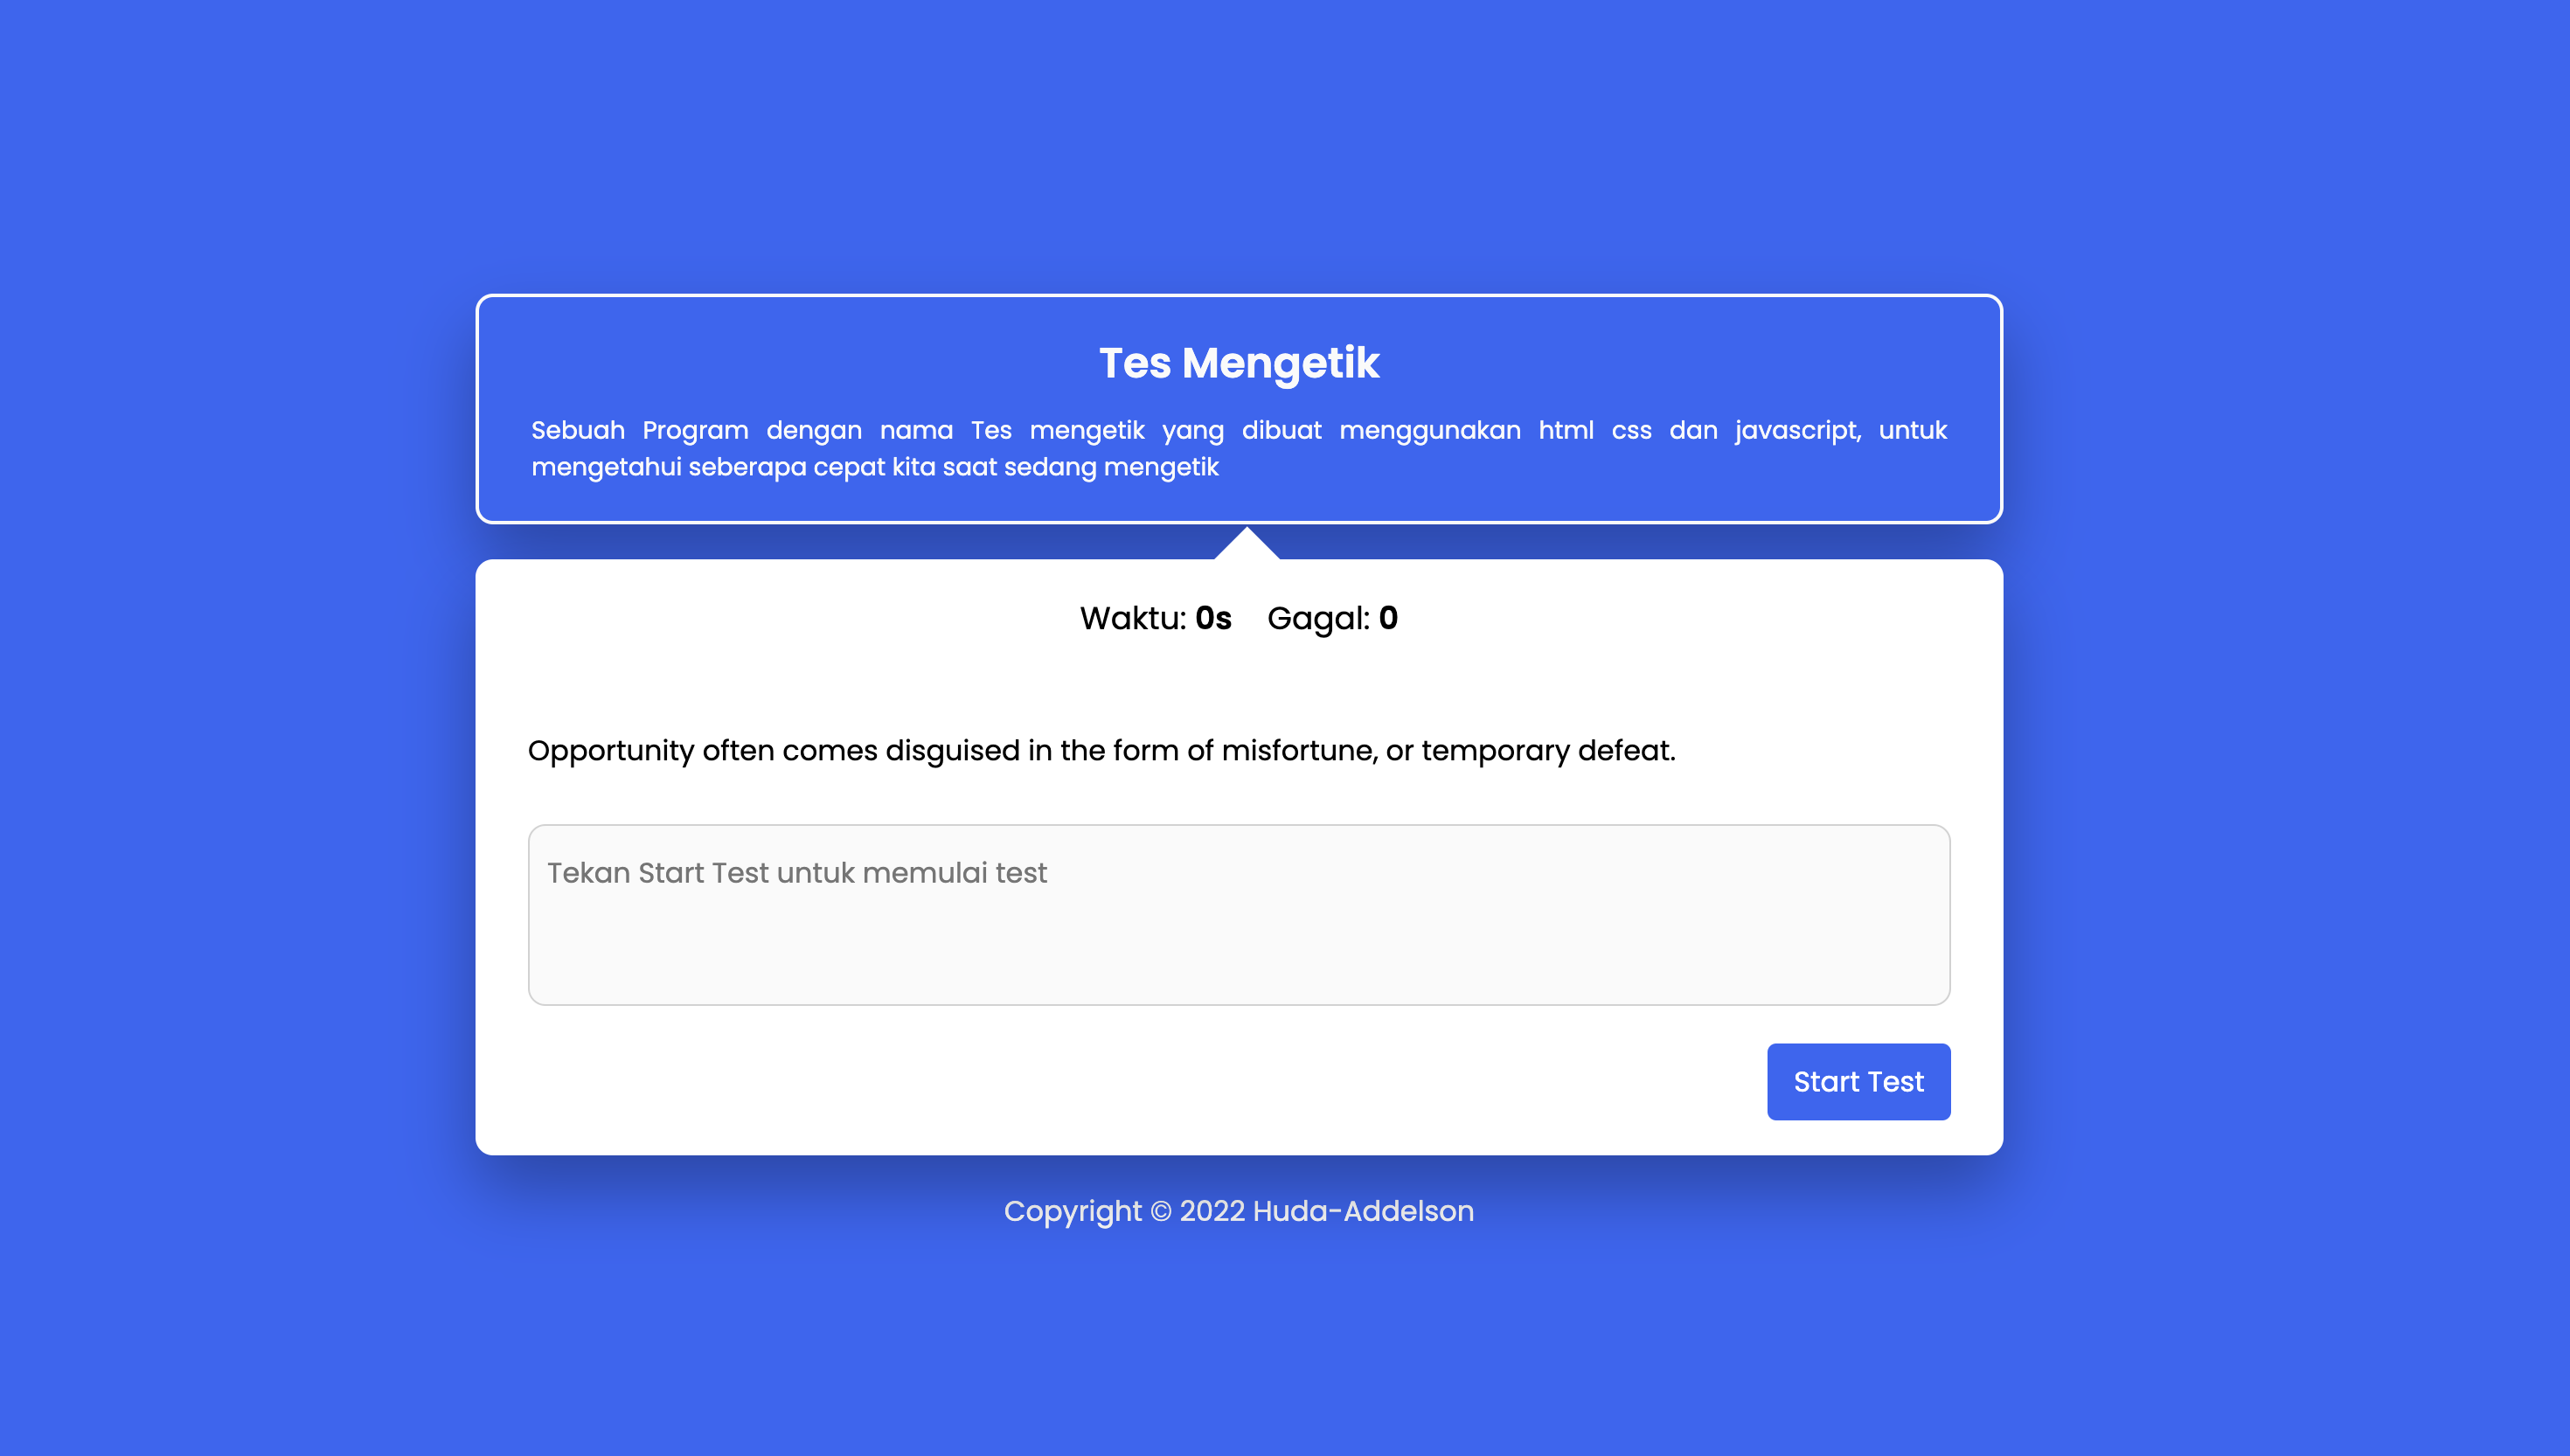 Tes Mengetik
Sebuah Program dengan nama Tes mengetik yang dibuat menggunakan html css dan javascript, untuk
mengetahui seberapa cepat kita saat sedang mengetik
Waktu: 0s Gagal: 0
Opportunity often comes disguised in the form of misfortune, or temporary defeat.
Tekan Start Test untuk memulai test
Start Test
Copyright © 2022 Huda-Addelson